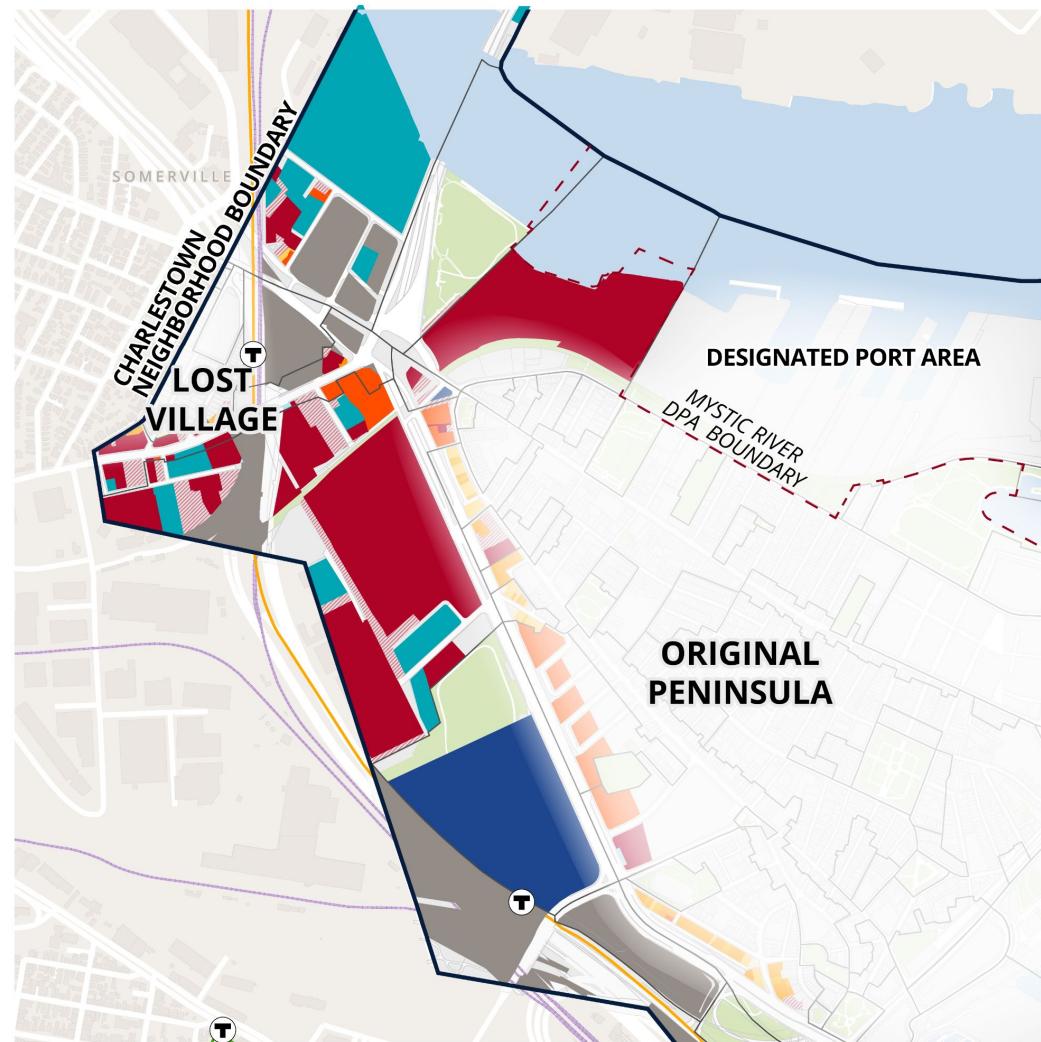 SOMERVILLE
CHARLESTOWN
NEIGHBORHOOD BOUNDARY
T
LOST
VILLAGE
DESIGNATED PORT AREA
MYSTIC RIVER
DPA BOUNDARY
ORIGINAL
PENINSULA
T
T